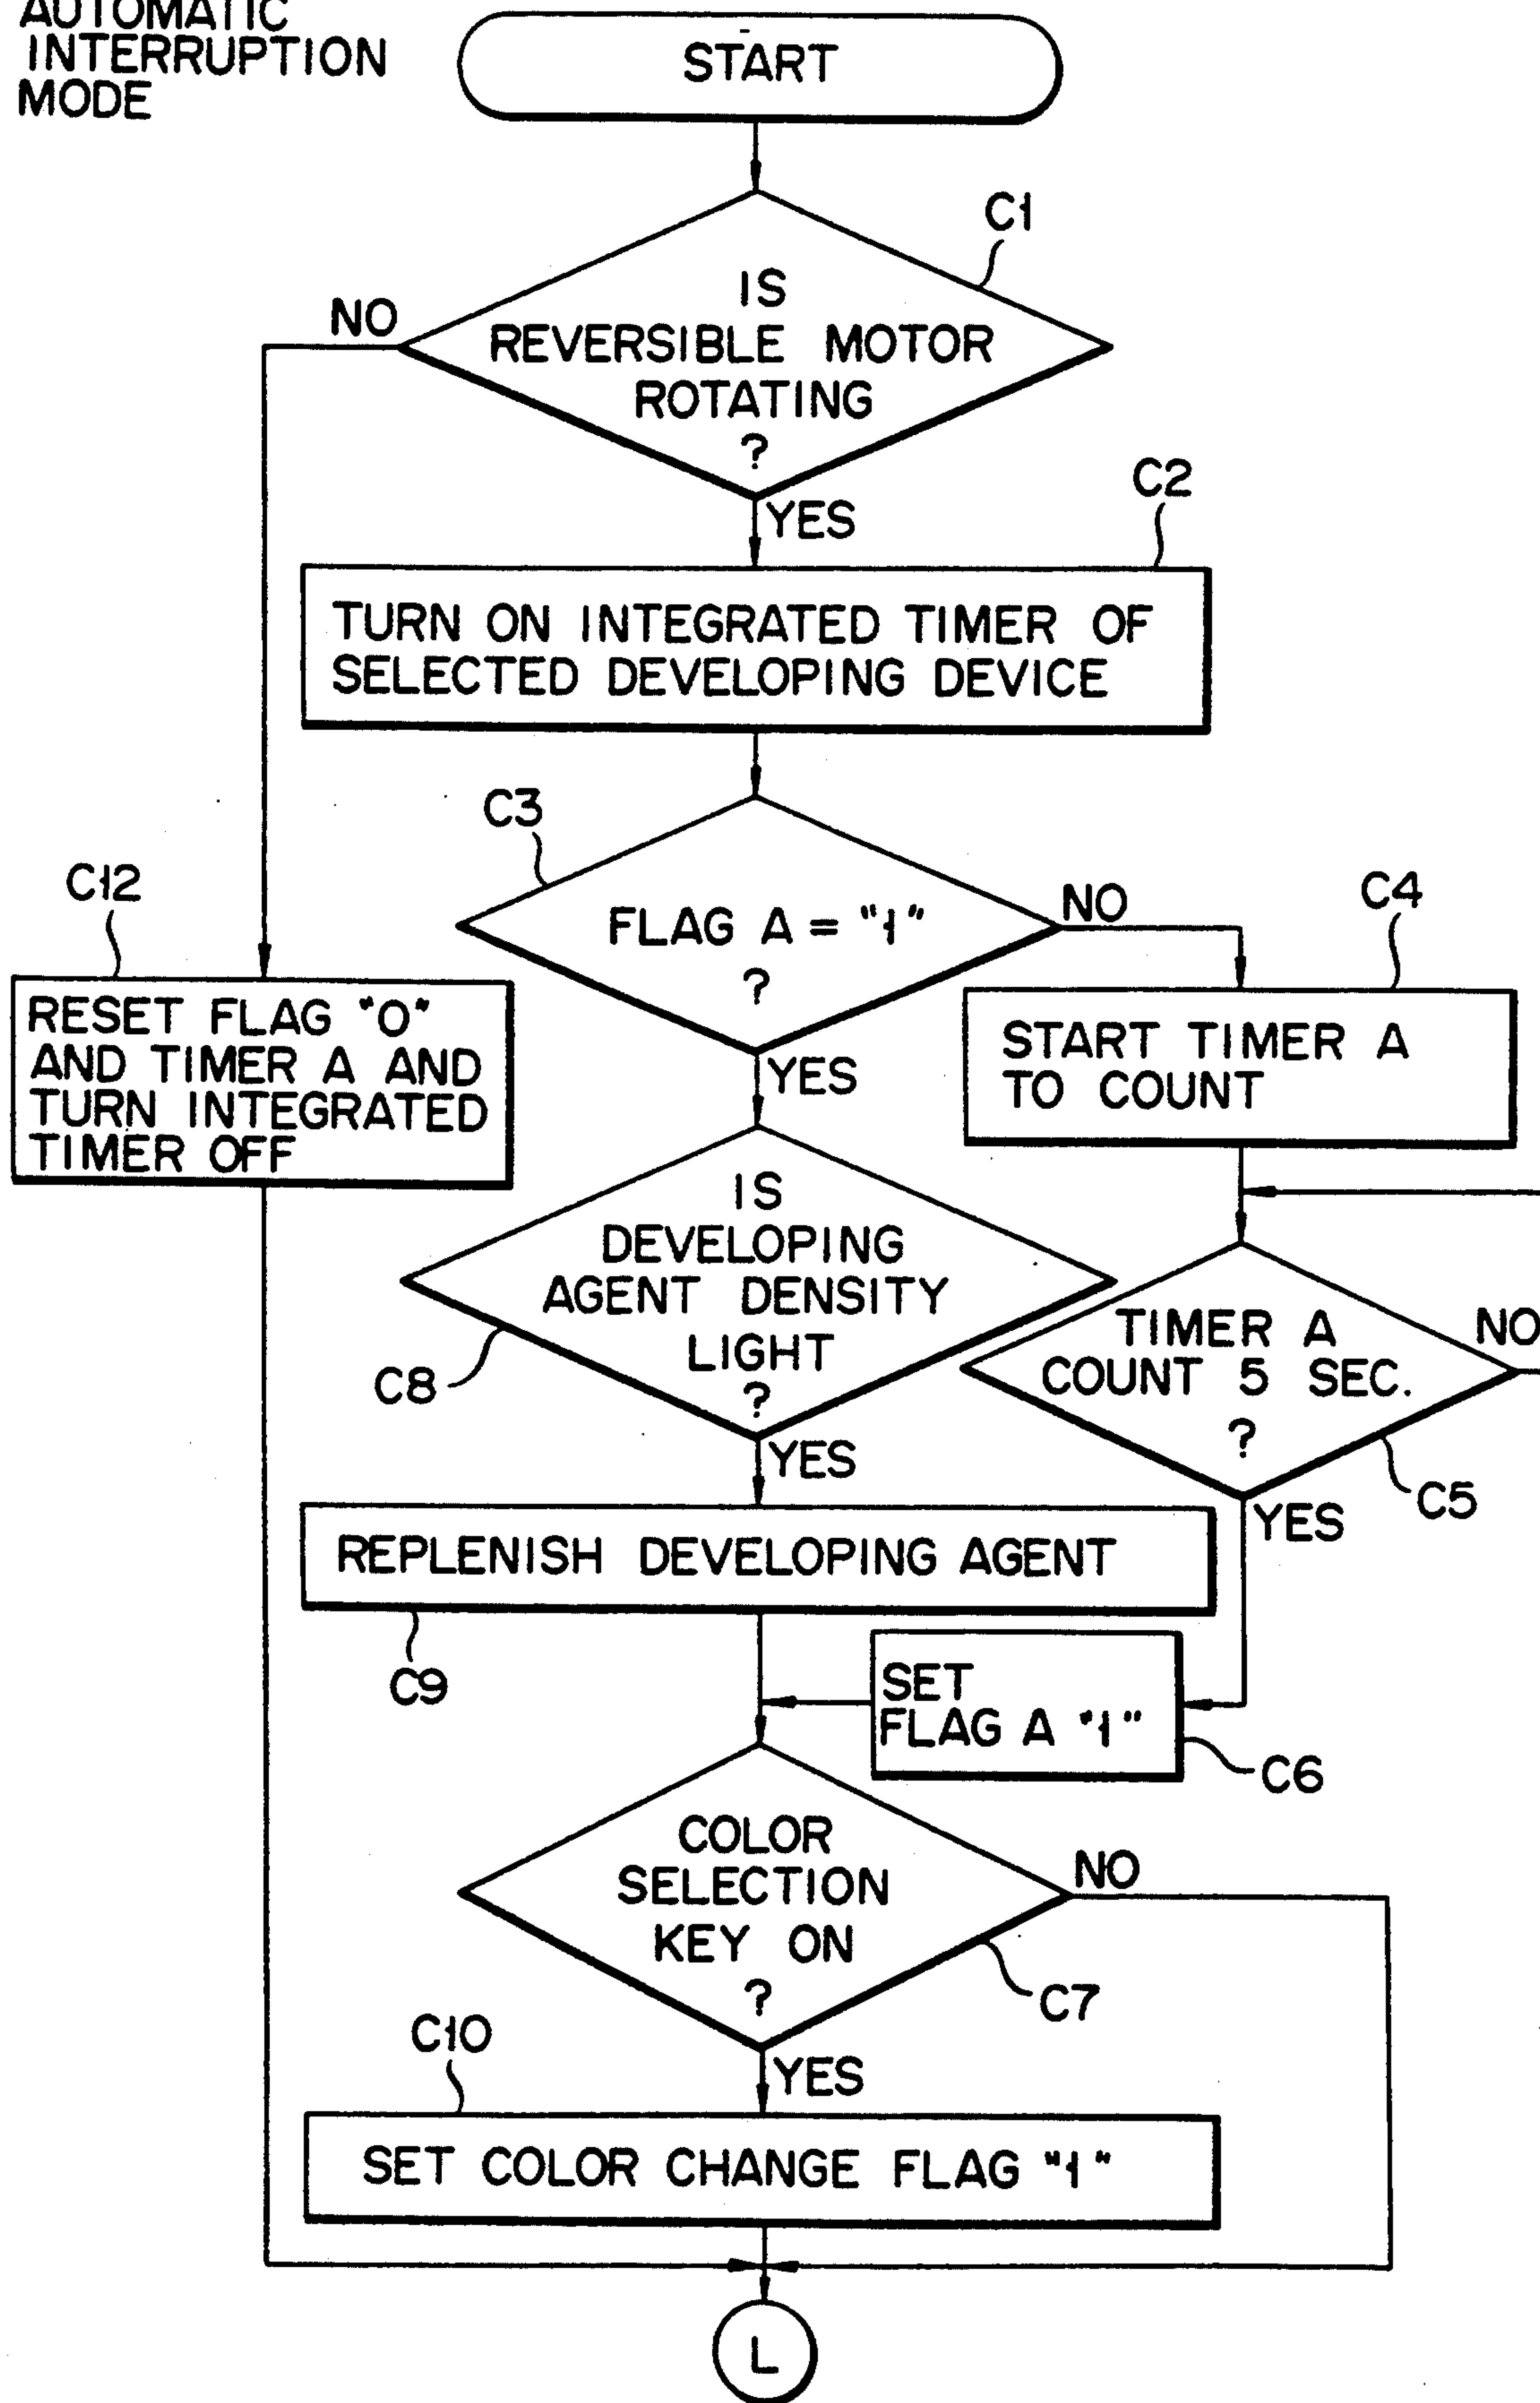 AUTOMATIC
INTERRUPTION
MODE
START
C1
IS
REVERSIBLE MOTOR
ROTATING
?
NO
YES
C2
TURN ON INTEGRATED TIMER OF
SELECTED DEVELOPING DEVICE
C3
FLAG A = "1"
?
NO
YES
C4
START TIMER A
TO COUNT
C12
RESET FLAG "0"
AND TIMER A AND
TURN INTEGRATED
TIMER OFF
IS
DEVELOPING
AGENT DENSITY
LIGHT
?
C8
YES
TIMER A
COUNT 5 SEC.
?
NO
C5
YES
REPLENISH DEVELOPING AGENT
C9
SET
FLAG A "1"
C6
COLOR
SELECTION
KEY ON
?
NO
C7
YES
C10
SET COLOR CHANGE FLAG "1"
L